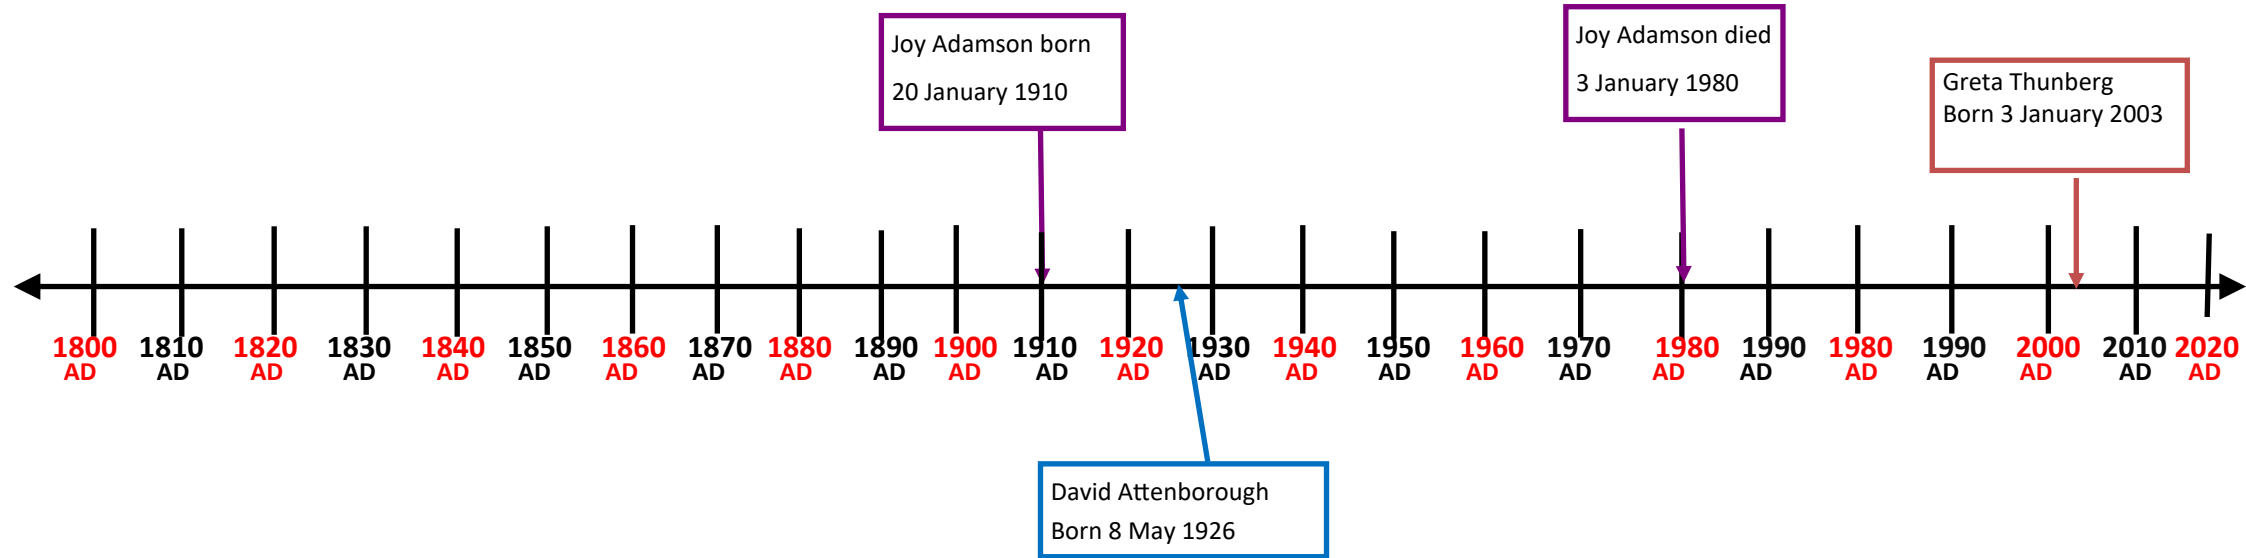 Joy Adamson born
20 January 1910
Joy Adamson died
3 January 1980
Greta Thunberg
Born 3 January 2003
1800 1810 1820 1830 1840 1850 1860 1870 1880 1890 1900 1910 1920 1930 1940 1950 1960 1970 1980 1990 1980 1990 2000 2010 2020
AD AD AD AD AD AD AD AD AD AD AD AD AD AD AD AD AD AD AD AD AD AD AD AD AD
David Attenborough
Born 8 May 1926